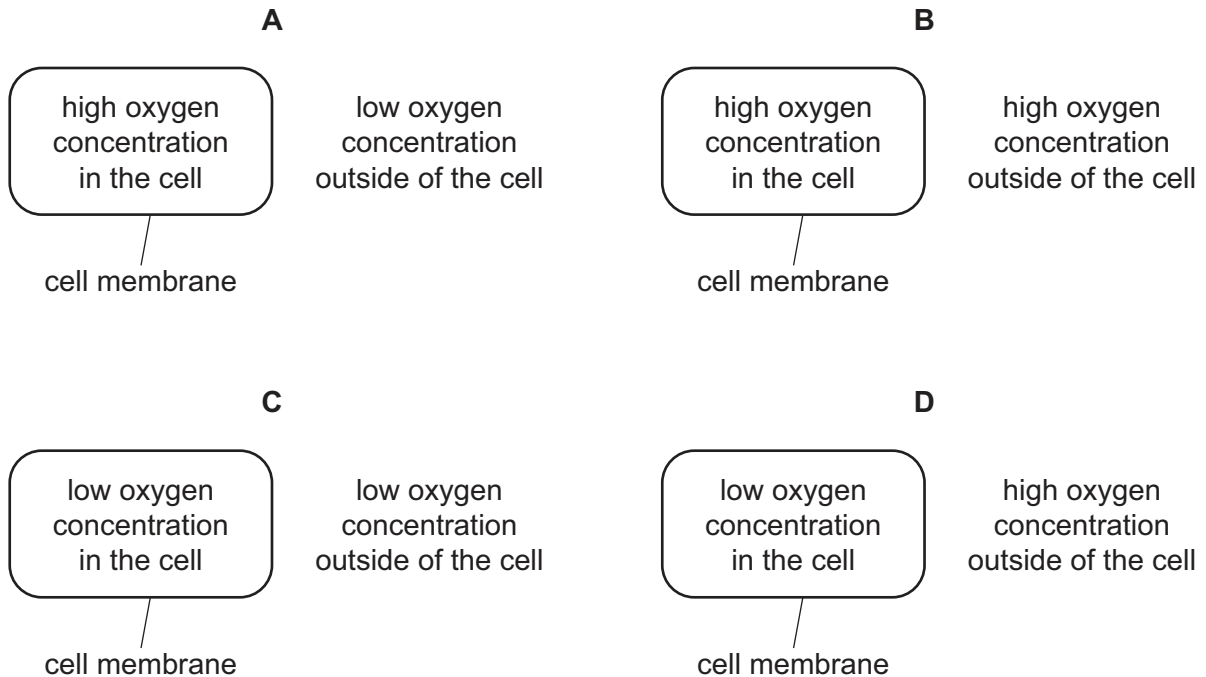 A
high oxygen
concentration
in the cell
low oxygen
concentration
outside of the cell
cell membrane
B
high oxygen
concentration
in the cell
high oxygen
concentration
outside of the cell
cell membrane
C
low oxygen
concentration
in the cell
low oxygen
concentration
outside of the cell
cell membrane
D
low oxygen
concentration
in the cell
high oxygen
concentration
outside of the cell
cell membrane